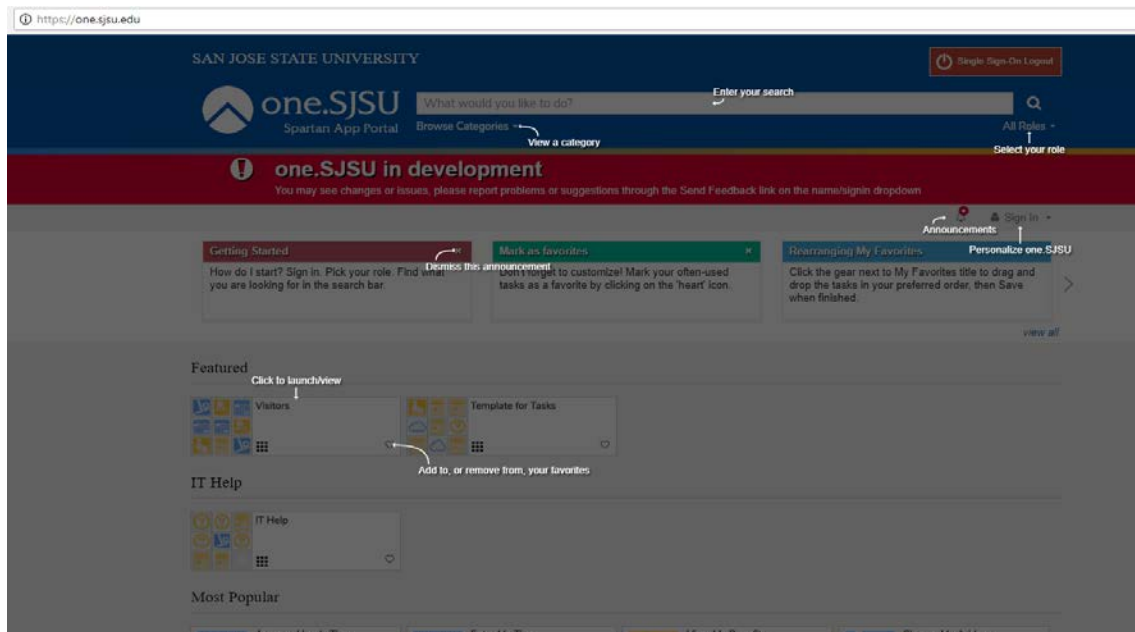 https://one.sjsu.edu
SAN JOSE STATE UNIVERSITY
Single Sign-On Logout
one.SJSU
Spartan App Portal
What would you like to do?
Enter your search
Browse Categories
View a category
All Roles
Select your role
one.SJSU in development
You may see changes or issues, please report problems or suggestions through the Send Feedback link on the name/signin dropdown
Sign In
Announcements
Personalize one.SJSU
Getting Started
How do I start? Sign in. Pick your role. Find what
you are looking for in the search bar.
Dismiss this announcement
Mark as favorites
Don't forget to customize! Mark your often-used
tasks as a favorite by clicking on the 'heart' icon.
Rearranging My Favorites
Click the gear next to My Favorites title to drag and
drop the tasks in your preferred order, then Save
when finished.
view all
Featured
Click to launch/view
Visitors
Template for Tasks
Add to, or remove from, your favorites
IT Help
IT Help
Most Popular